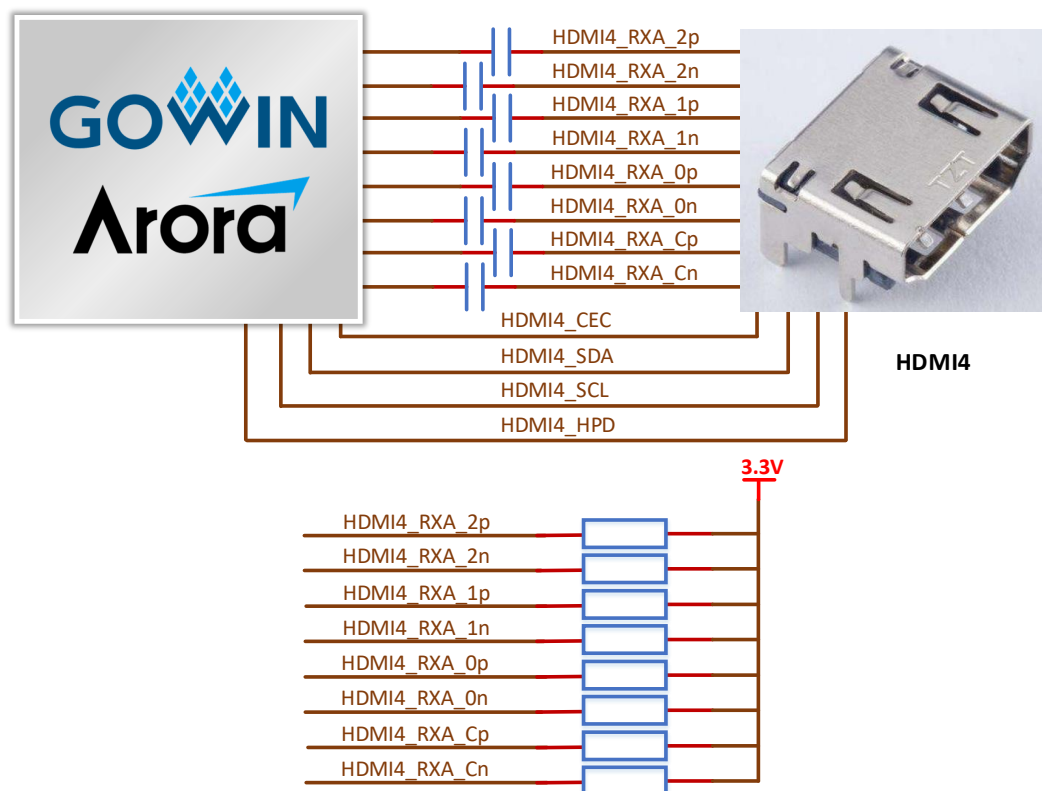 GOWIN
Arora
HDMI4_RXA_2p
HDMI4_RXA_2n
HDMI4_RXA_1p
HDMI4_RXA_1n
HDMI4_RXA_0p
HDMI4_RXA_0n
HDMI4_RXA_Cp
HDMI4_RXA_Cn
TZT
HDMI4_CEC
HDMI4_SDA
HDMI4_SCL
HDMI4_HPD
HDMI4
3.3V
HDMI4_RXA_2p
HDMI4_RXA_2n
HDMI4_RXA_1p
HDMI4_RXA_1n
HDMI4_RXA_0p
HDMI4_RXA_0n
HDMI4_RXA_Cp
HDMI4_RXA_Cn